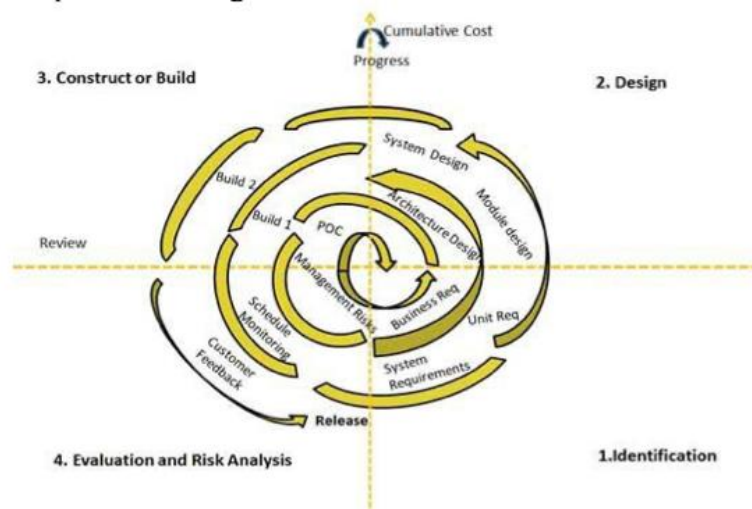 Cumulative Cost
Progress
3. Construct or Build
2. Design
System Design
Module design
Build 2
Build 1
POC
Architecture Design
Review
Management Risks
Business Req
Unit Req
Schedule
Monitoring
System
Requirements
Customer
Feedback
Release
4. Evaluation and Risk Analysis
1.Identification